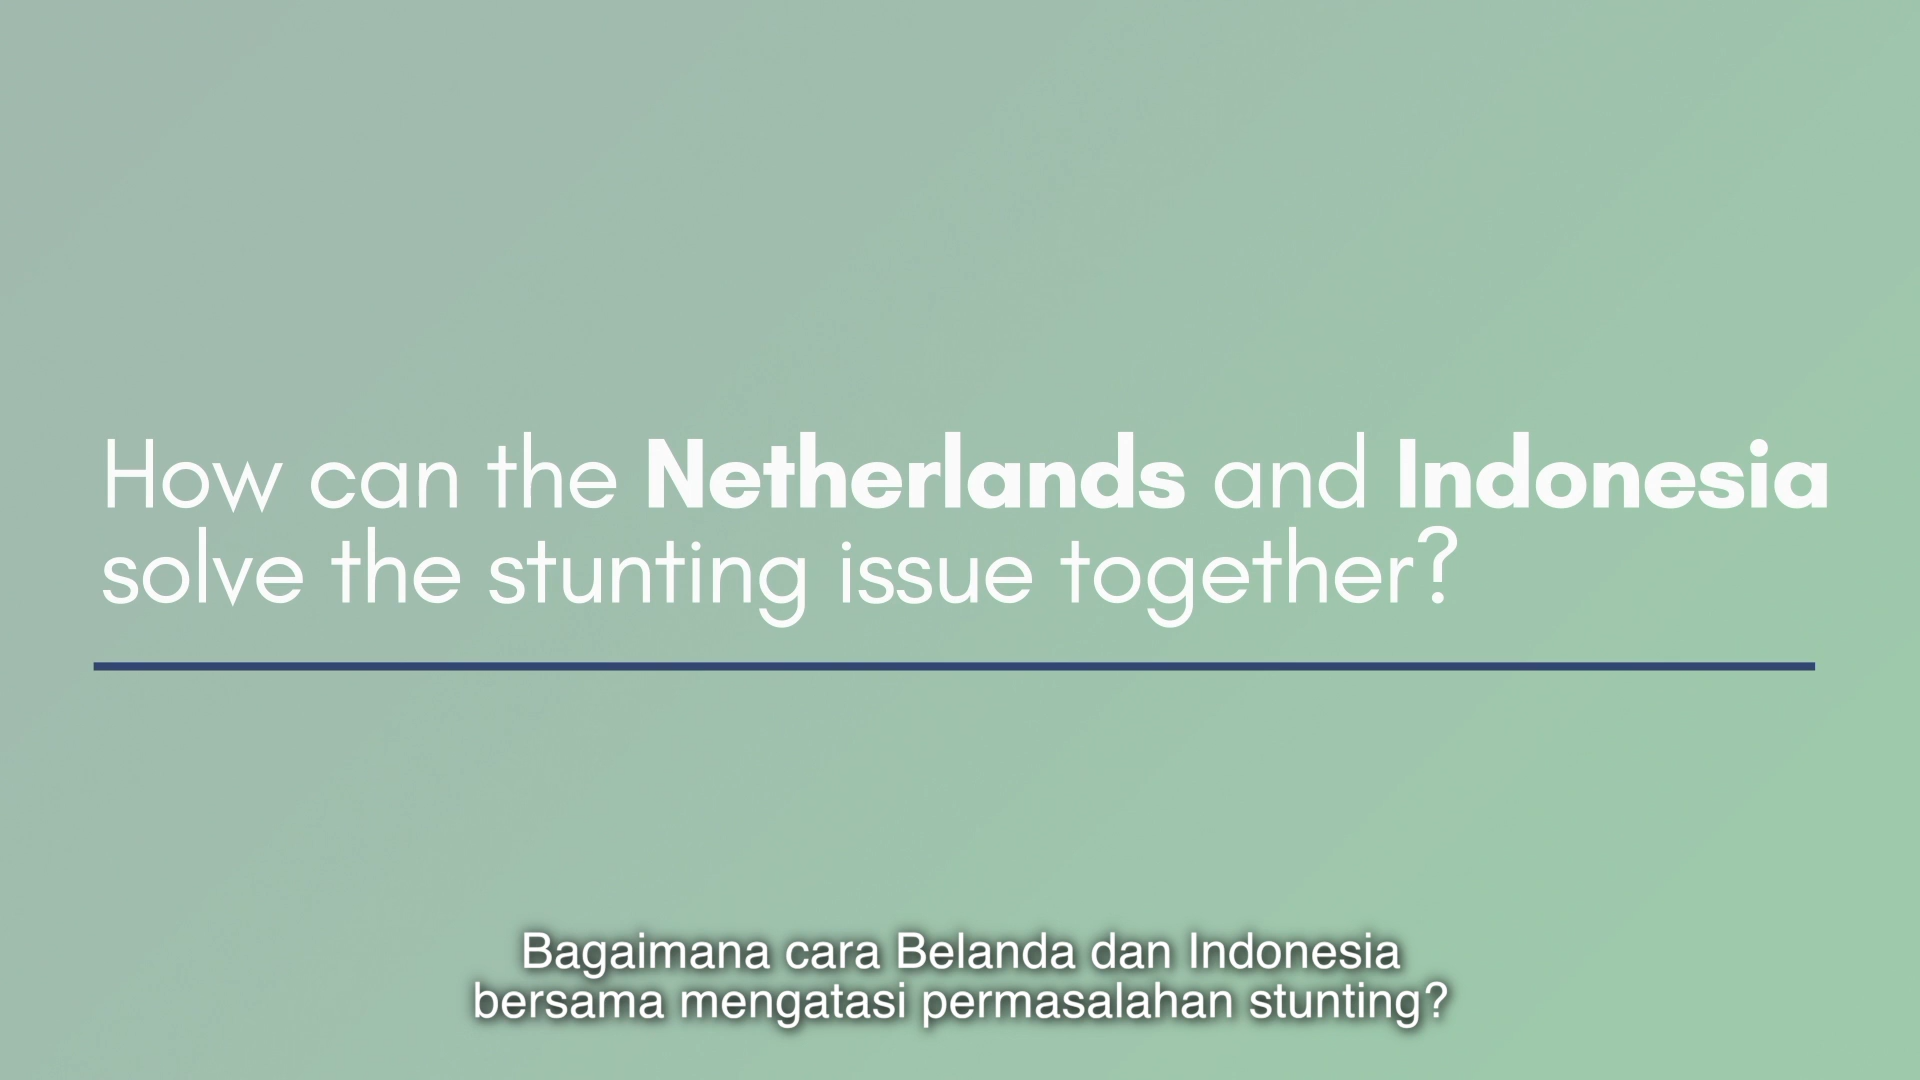 How can the Netherlands and Indonesia
solve the stunting issue together?
Bagaimana cara Belanda dan Indonesia
bersama mengatasi permasalahan stunting?